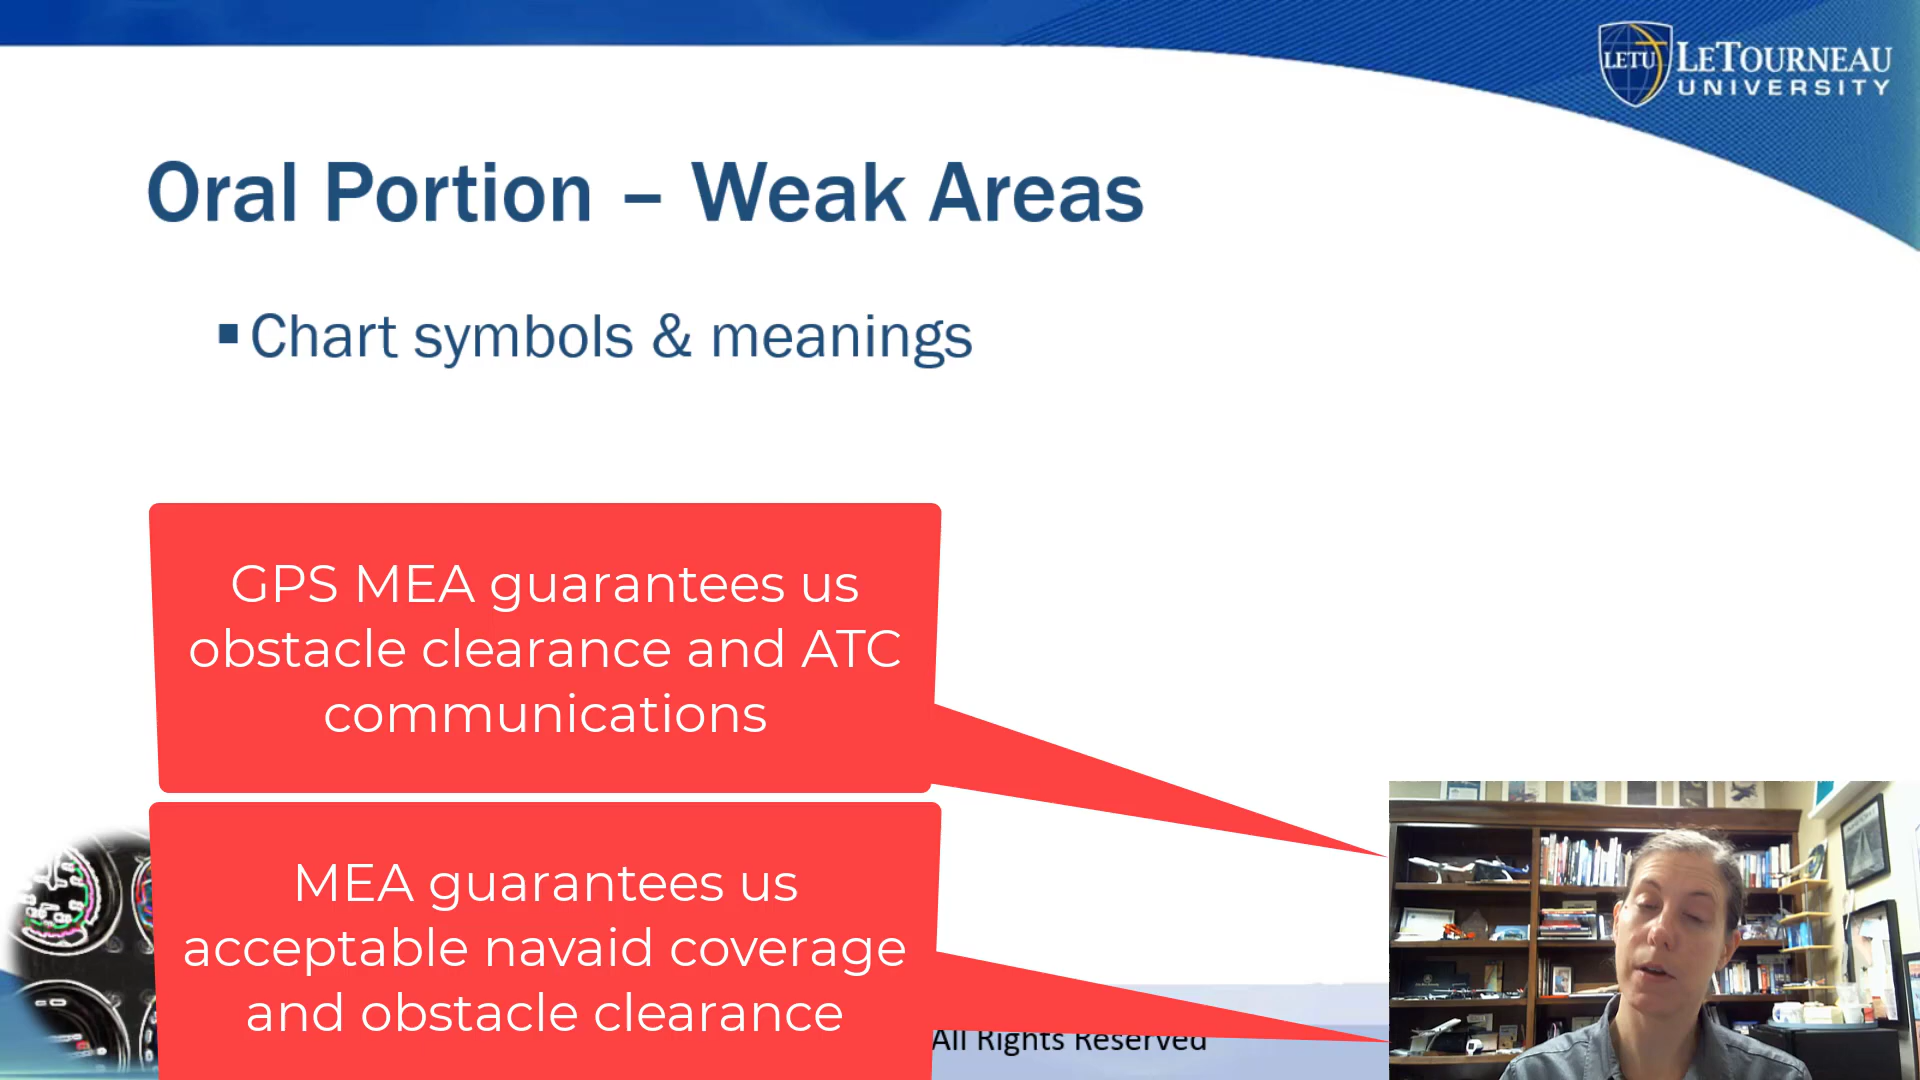 LETU
LETOURNEAU
UNIVERSITY
Oral Portion – Weak Areas
▪ Chart symbols & meanings
GPS MEA guarantees us
obstacle clearance and ATC
communications
MEA guarantees us
acceptable navaid coverage
and obstacle clearance
All Rights Reserved